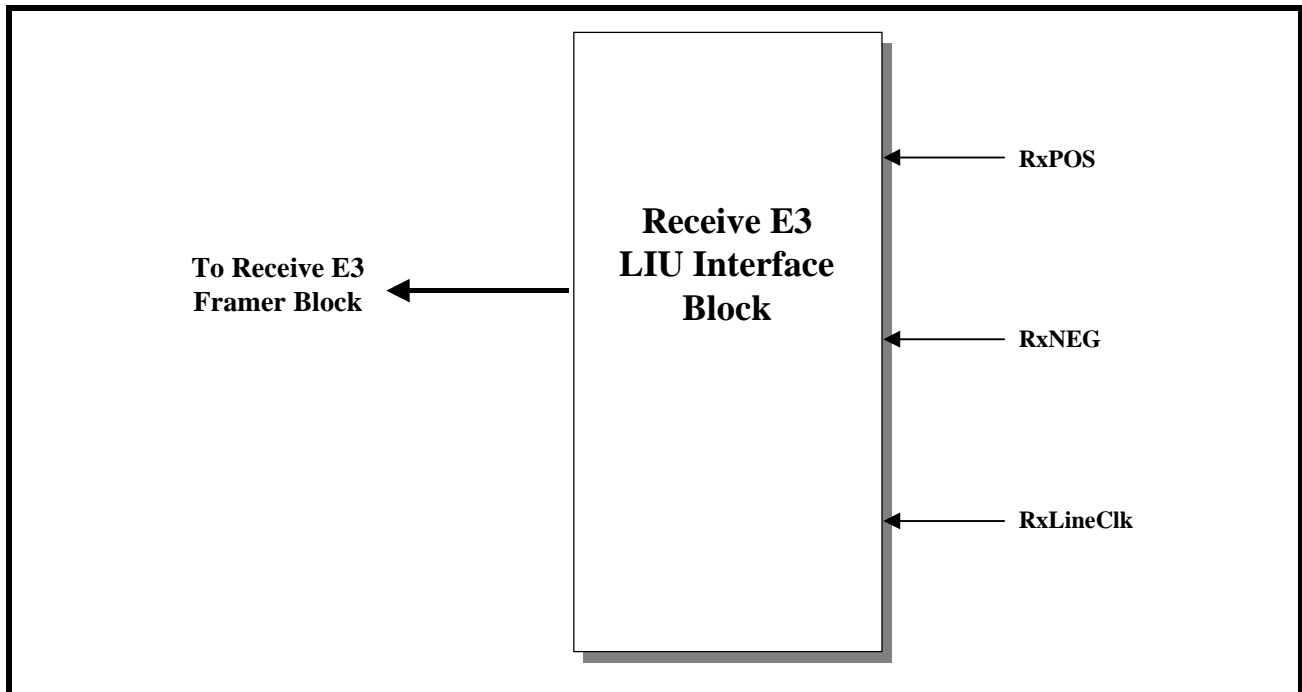 To Receive E3
Framer Block
Receive E3
LIU Interface
Block
RxPOS
RxNEG
RxLineClk